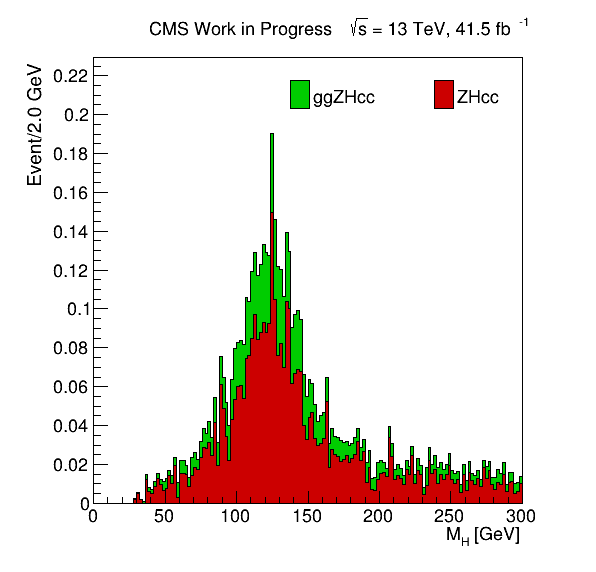 CMS Work in Progress √s = 13 TeV, 41.5 fb -1
Event/2.0 GeV
ggZHcc ZHcc
0.22
0.2
0.18
0.16
0.14
0.12
0.1
0.08
0.06
0.04
0.02
0
0 50 100 150 200 250 300
M_H [GeV]